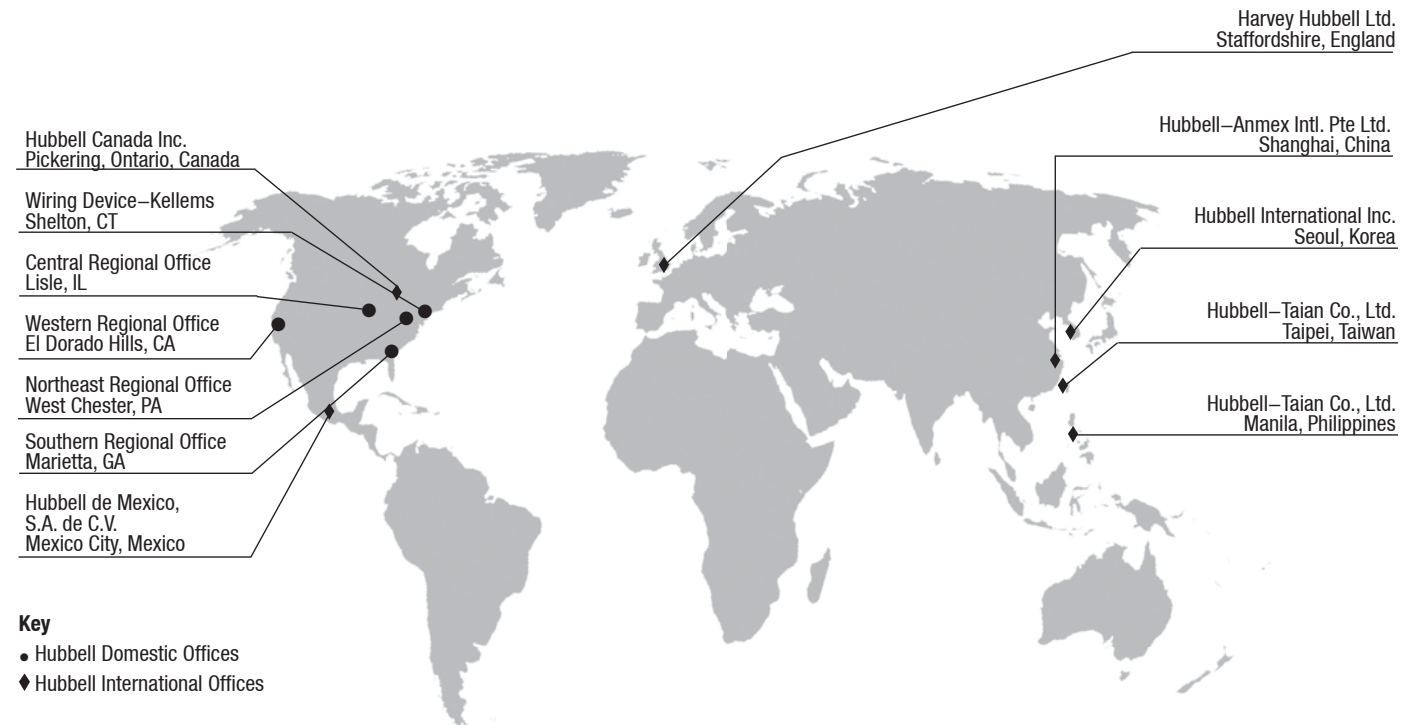 Harvey Hubbell Ltd.
Staffordshire, England
Hubbell–Anmex Intl. Pte Ltd.
Shanghai, China
Hubbell International Inc.
Seoul, Korea
Hubbell–Taian Co., Ltd.
Taipei, Taiwan
Hubbell–Taian Co., Ltd.
Manila, Philippines
Hubbell Canada Inc.
Pickering, Ontario, Canada
Wiring Device–Kellems
Shelton, CT
Central Regional Office
Lisle, IL
Western Regional Office
El Dorado Hills, CA
Northeast Regional Office
West Chester, PA
Southern Regional Office
Marietta, GA
Hubbell de Mexico,
S.A. de C.V.
Mexico City, Mexico
Key
Hubbell Domestic Offices
Hubbell International Offices